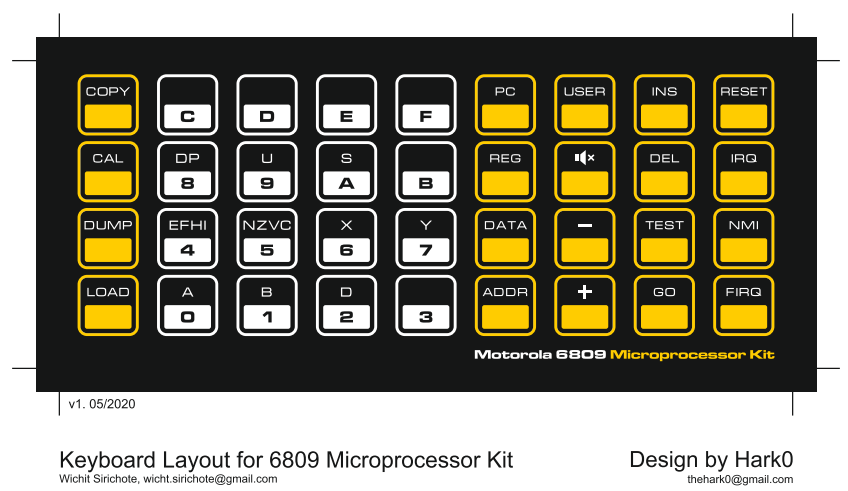 COPY PC USER INS RESET
C D E F
CAL DP U S REG DEL IRQ
8 9 A B
DUMP EFHI NZVC X Y DATA − TEST NMI
4 5 6 7
LOAD A B D ADDR + GO FIRQ
0 1 2 3
Motorola 6809 Microprocessor Kit
v1. 05/2020
Keyboard Layout for 6809 Microprocessor Kit Design by Hark0
Wichit Sirichote, wicht.sirichote@gmail.com thehark0@gmail.com